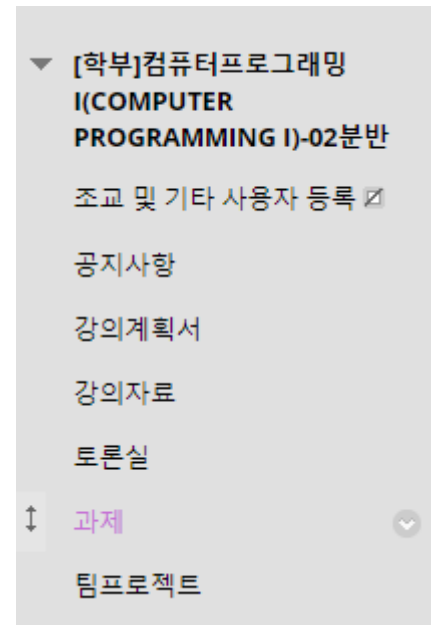 [학부]컴퓨터프로그래밍
I(COMPUTER
PROGRAMMING I)-02분반
조교 및 기타 사용자 등록
공지사항
강의계획서
강의자료
토론실
과제
팀프로젝트